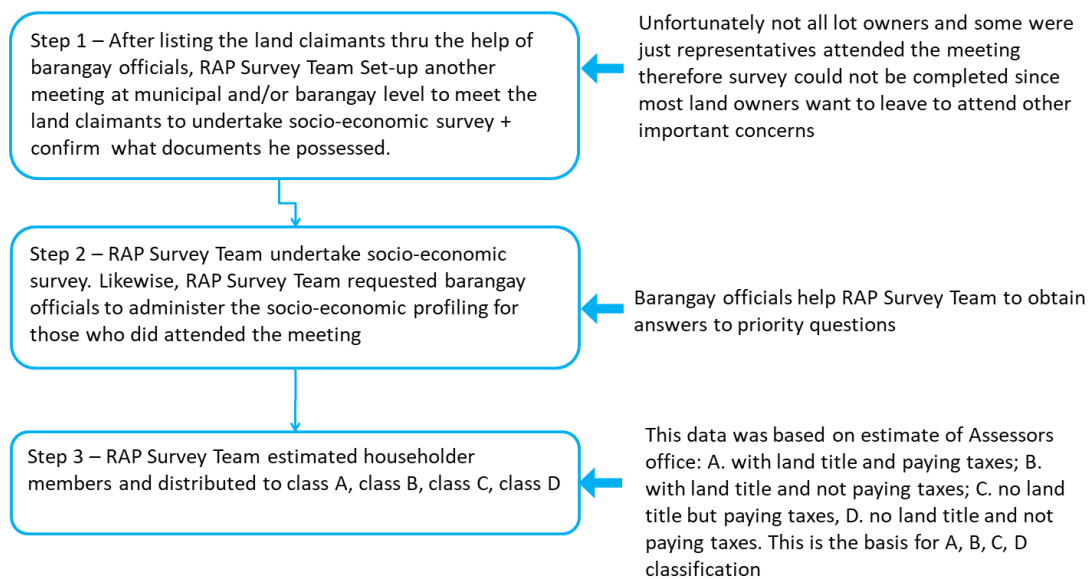 Step 1 – After listing the land claimants thru the help of
barangay officials, RAP Survey Team Set-up another
meeting at municipal and/or barangay level to meet the
land claimants to undertake socio-economic survey +
confirm what documents he possessed.
Unfortunately not all lot owners and some were
just representatives attended the meeting
therefore survey could not be completed since
most land owners want to leave to attend other
important concerns
Step 2 – RAP Survey Team undertake socio-economic
survey. Likewise, RAP Survey Team requested barangay
officials to administer the socio-economic profiling for
those who did attended the meeting
Barangay officials help RAP Survey Team to obtain
answers to priority questions
Step 3 – RAP Survey Team estimated householder
members and distributed to class A, class B, class C, class D
This data was based on estimate of Assessors
office: A. with land title and paying taxes; B.
with land title and not paying taxes; C. no land
title but paying taxes, D. no land title and not
paying taxes. This is the basis for A, B, C, D
classification